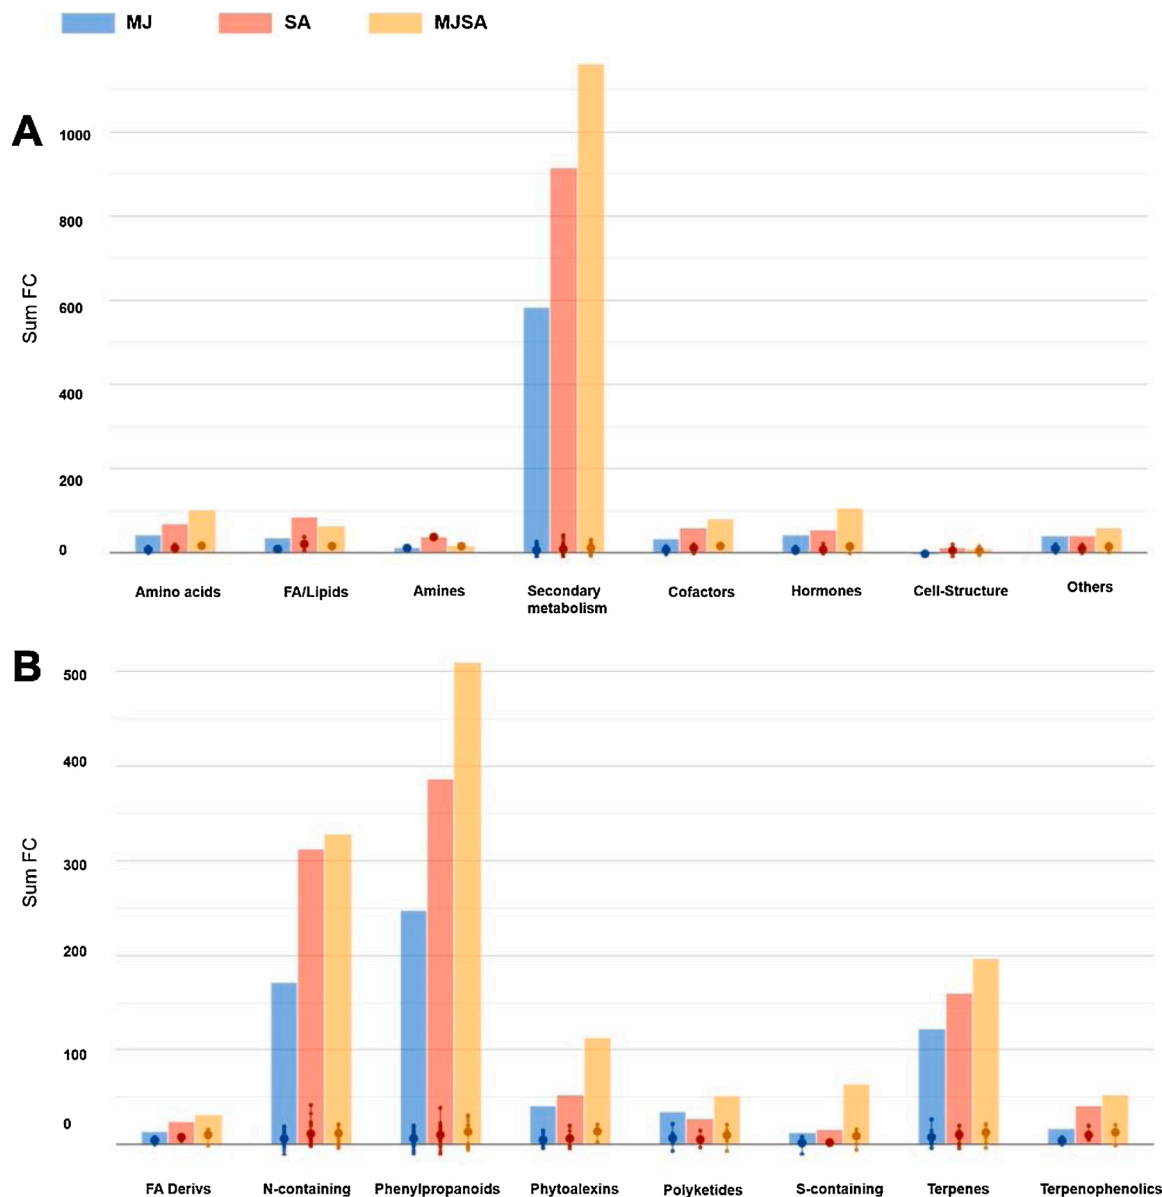 MJ SA MJSA
A
1000
800
600
400
200
0
Sum FC
Amino acids FA/Lipids Amines Secondary metabolism Cofactors Hormones Cell-Structure Others
B
500
400
300
200
100
0
Sum FC
FA Derivs N-containing Phenylpropanoids Phytoalexins Polyketides S-containing Terpenes Terpenophenolics